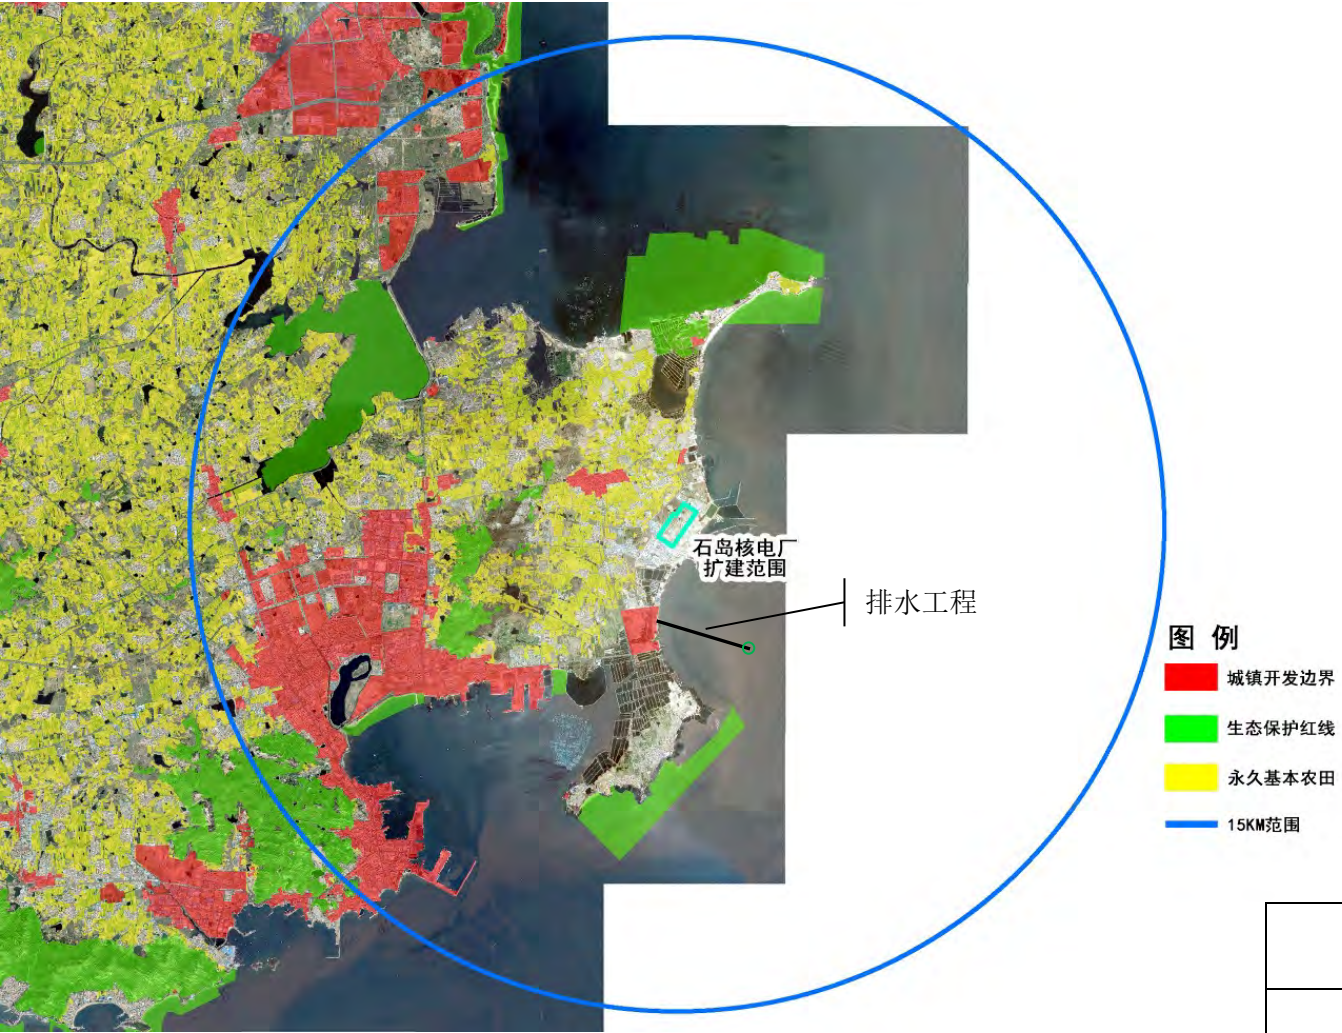 石岛核电厂
扩建范围
排水工程
图 例
城镇开发边界
生态保护红线
永久基本农田
15KM范围